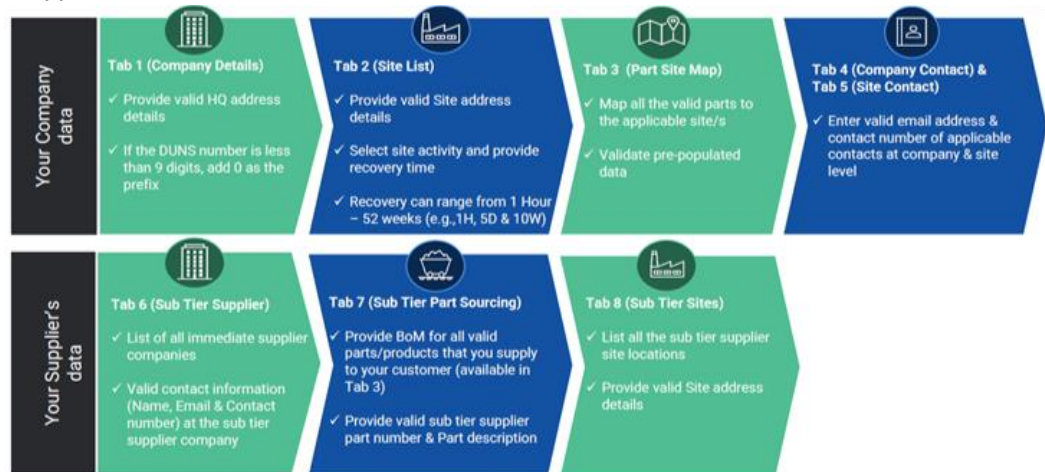 Your Company
data
Tab 1 (Company Details)
✓ Provide valid HQ address
details
✓ If the DUNS number is less
than 9 digits, add 0 as the
prefix
Tab 2 (Site List)
✓ Provide valid Site address
details
✓ Select site activity and provide
recovery time
✓ Recovery can range from 1 Hour
– 52 weeks (e.g.,1H, 5D & 10W)
Tab 3 (Part Site Map)
✓ Map all the valid parts to
the applicable site/s
✓ Validate pre-populated
data
Tab 4 (Company Contact) &
Tab 5 (Site Contact)
✓ Enter valid email address &
contact number of applicable
contacts at company & site
level
Your Supplier's
data
Tab 6 (Sub Tier Supplier)
✓ List of all immediate supplier
companies
✓ Valid contact information
(Name, Email & Contact
number) at the sub tier
supplier company
Tab 7 (Sub Tier Part Sourcing)
✓ Provide BoM for all valid
parts/products that you supply
to your customer (available in
Tab 3)
✓ Provide valid sub tier supplier
part number & Part description
Tab 8 (Sub Tier Sites)
✓ List all the sub tier supplier
site locations
✓ Provide valid Site address
details